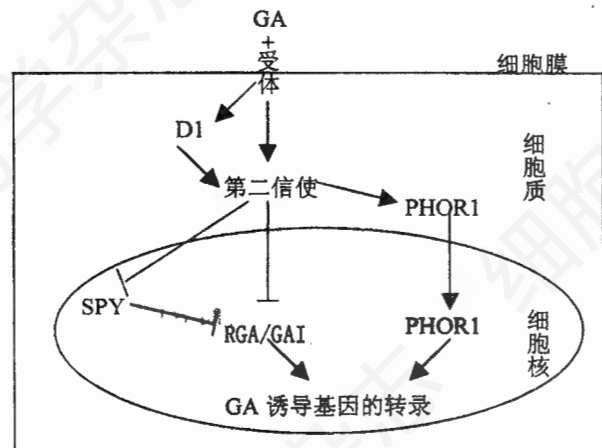 GA
+
受体
细胞膜
D1
细胞质
第二信使
PHOR1
SPY
RGA/GAI
PHOR1
细胞核
GA 诱导基因的转录